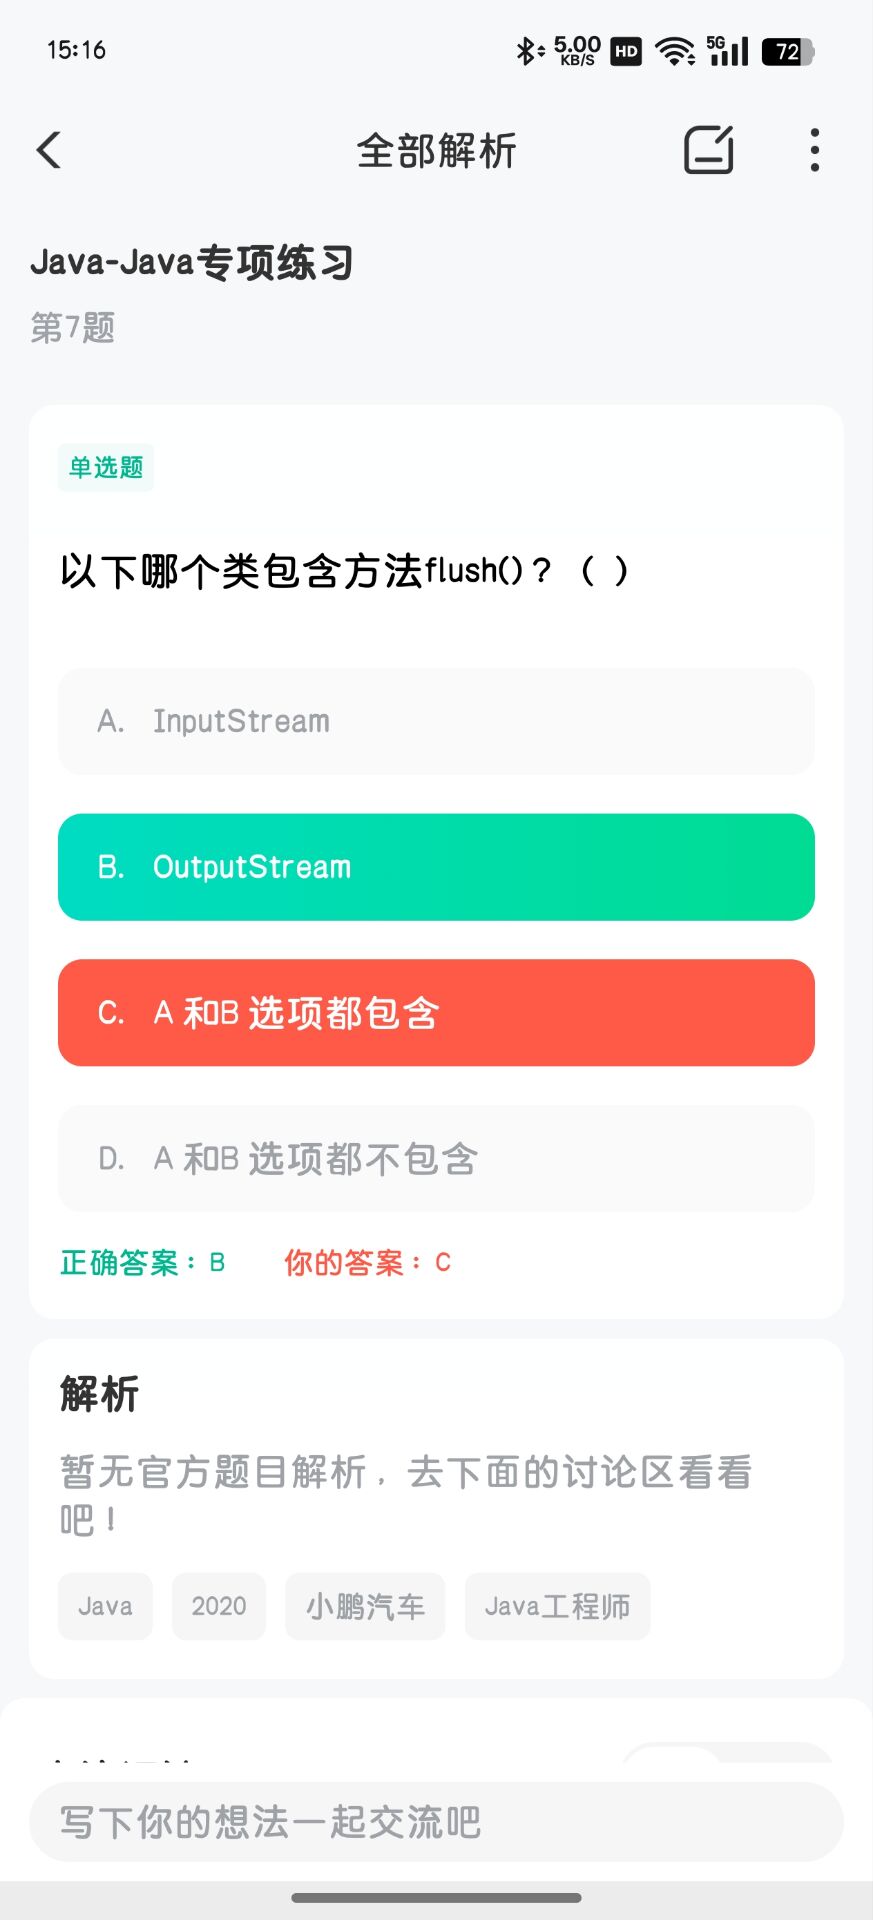 15:16
5.00 KB/S HD 5G 72
全部解析
Java-Java专项练习
第7题
单选题
以下哪个类包含方法flush()？（ ）
A. InputStream
B. OutputStream
C. A 和B 选项都包含
D. A 和B 选项都不包含
正确答案：B 你的答案：C
解析
暂无官方题目解析，去下面的讨论区看看
吧！
Java 2020 小鹏汽车 Java工程师
写下你的想法一起交流吧